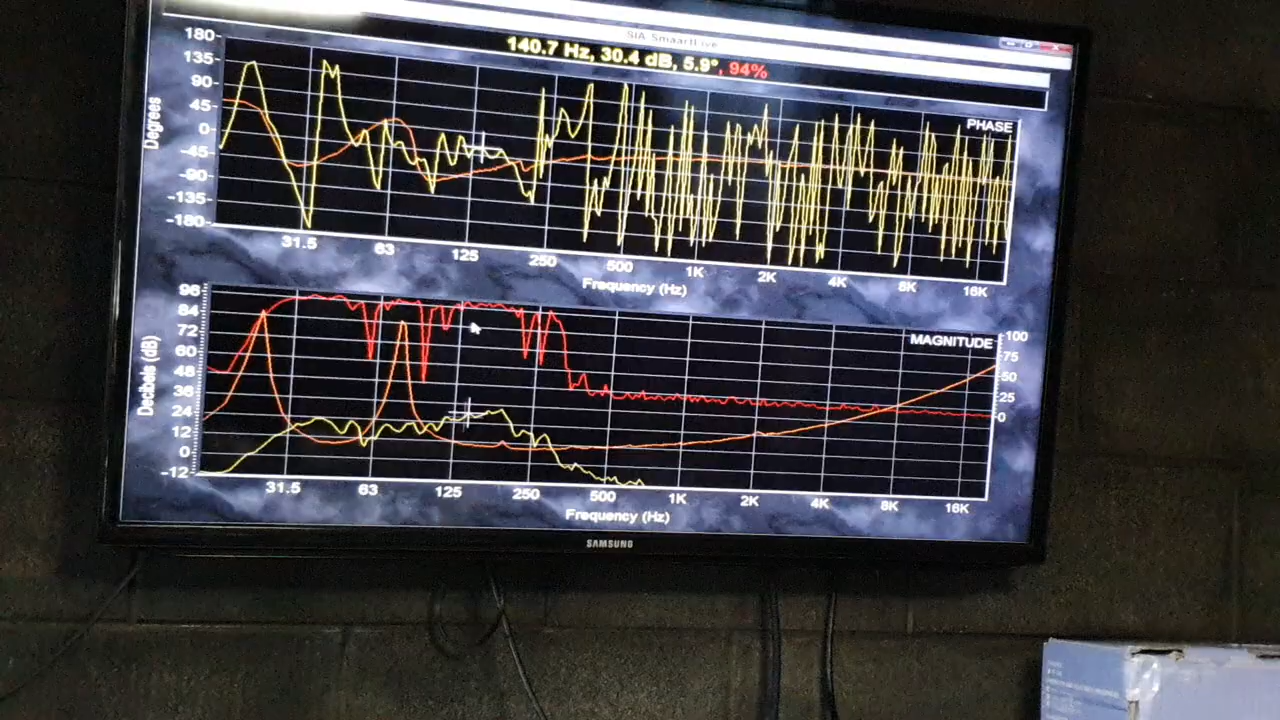 SIA SmaartLive
140.7 Hz, 30.4 dB, 5.9°, 94%
PHASE
Degrees
180
135
90
45
0
-45
-90
-135
-180
31.5 63 125 250 500 1K 2K 4K 8K 16K
Frequency (Hz)
MAGNITUDE
Decibels (dB)
96
84
72
60
48
36
24
12
0
-12
100
75
50
25
0
31.5 63 125 250 500 1K 2K 4K 8K 16K
Frequency (Hz)
SAMSUNG